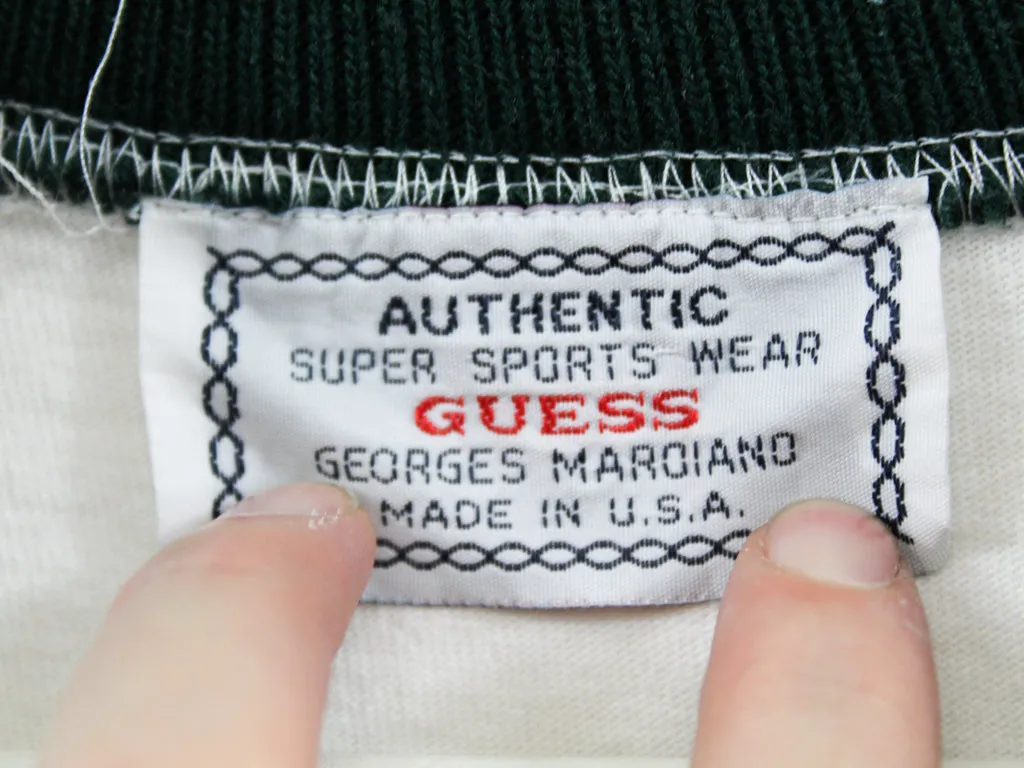 AUTHENTIC
SUPER SPORTS WEAR
GUESS
GEORGES MARCIANO
MADE IN U.S.A.